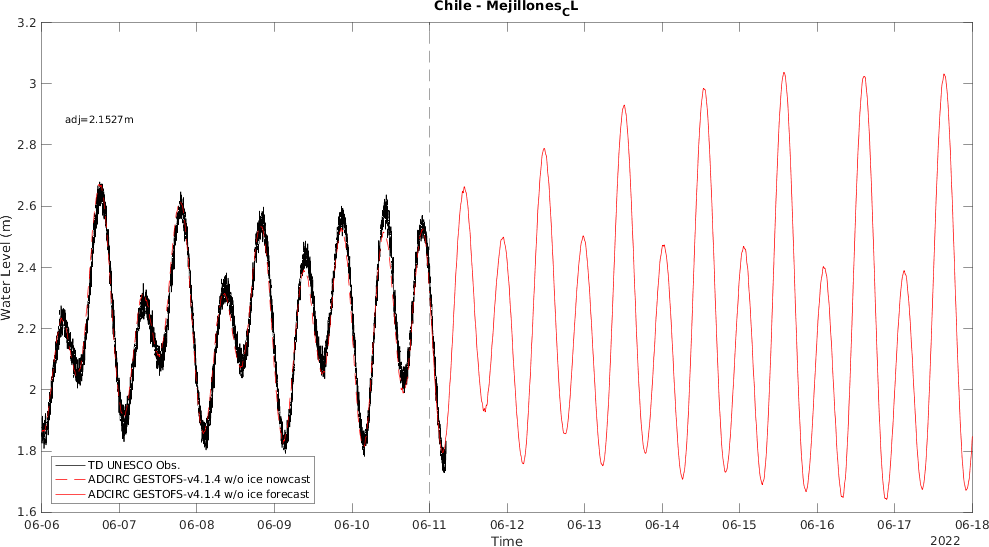 Chile - Mejillones_CL
3.2
3
2.8
2.6
2.4
2.2
2
1.8
1.6
Water Level (m)
adj=2.1527m
TD UNESCO Obs.
ADCIRC GESTOFS-v4.1.4 w/o ice nowcast
ADCIRC GESTOFS-v4.1.4 w/o ice forecast
06-06 06-07 06-08 06-09 06-10 06-11 06-12 06-13 06-14 06-15 06-16 06-17 06-18
Time
2022